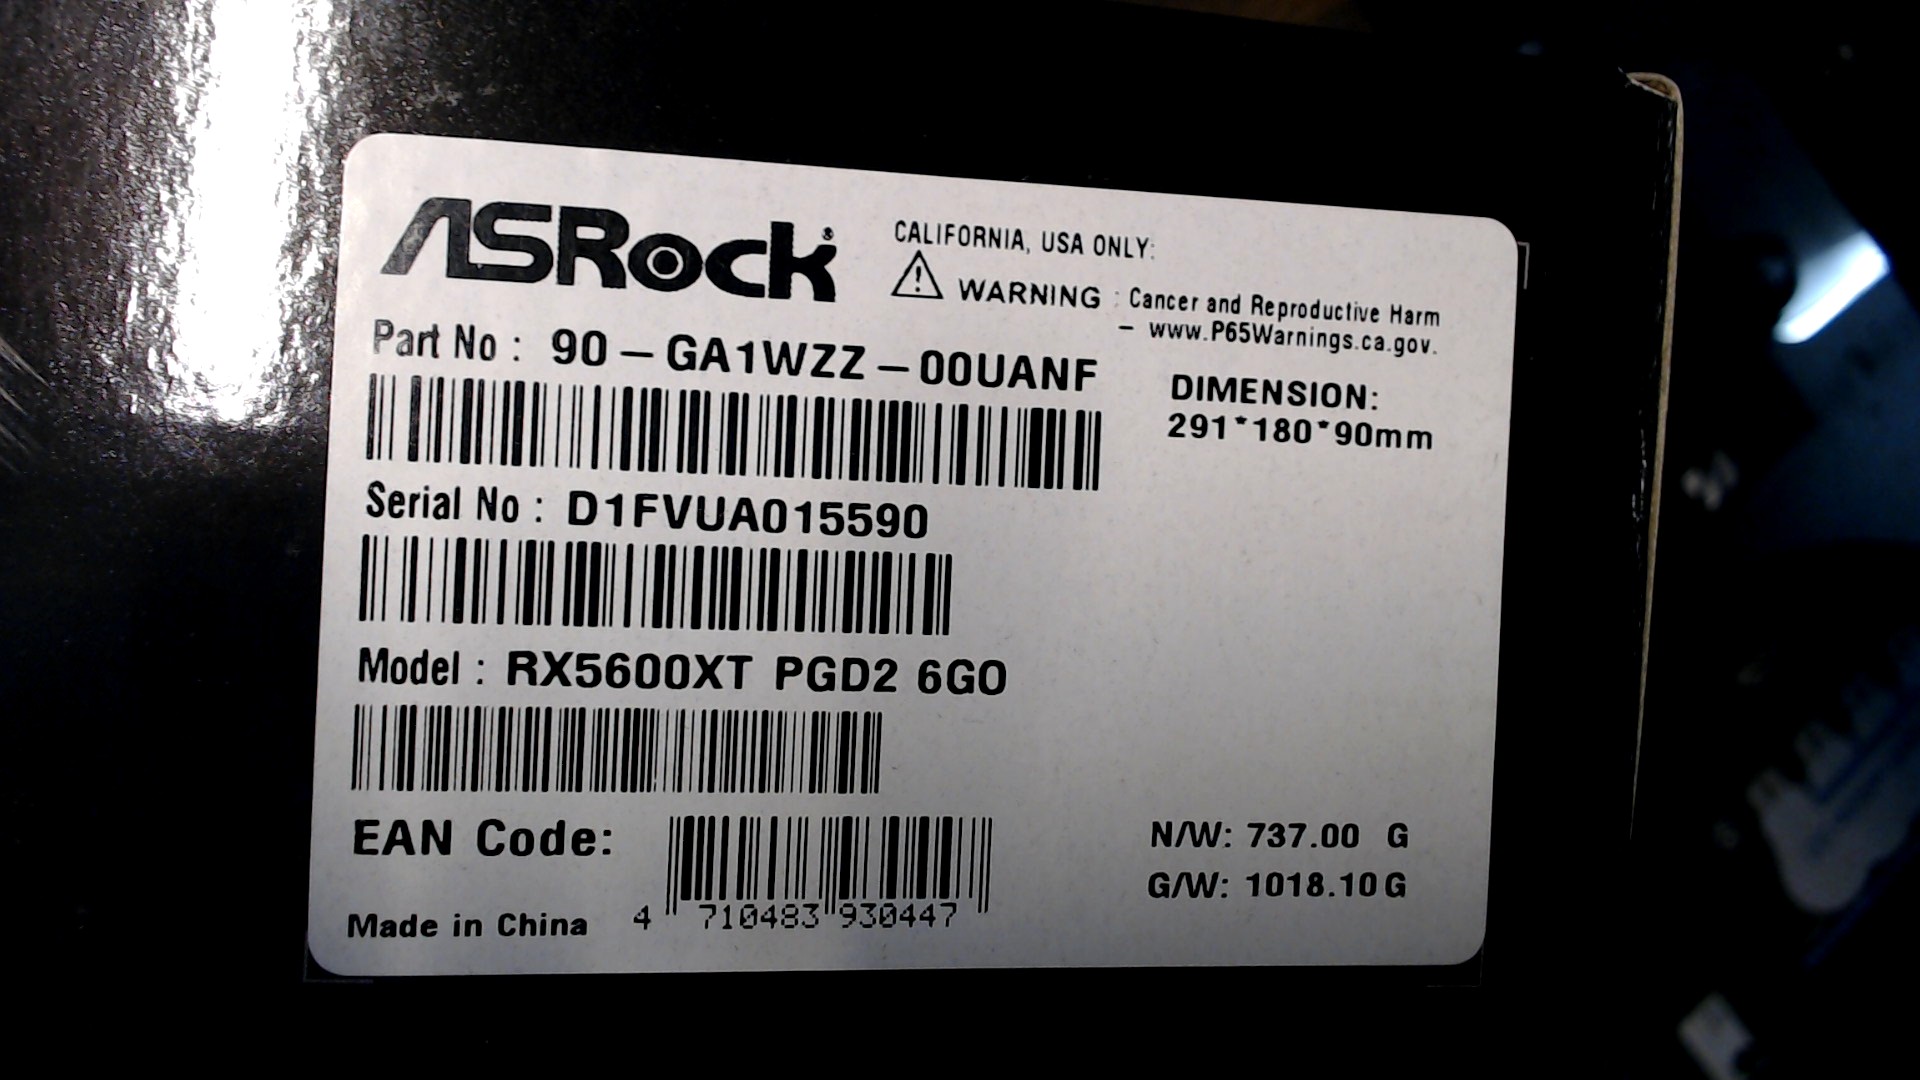 ASRock®
CALIFORNIA, USA ONLY:
⚠ WARNING : Cancer and Reproductive Harm
– www.P65Warnings.ca.gov.
Part No : 90-GA1WZZ-00UANF
DIMENSION:
291*180*90mm
Serial No : D1FVUA015590
Model : RX5600XT PGD2 6GO
EAN Code:
4 710483 930447
Made in China
N/W: 737.00 G
G/W: 1018.10G